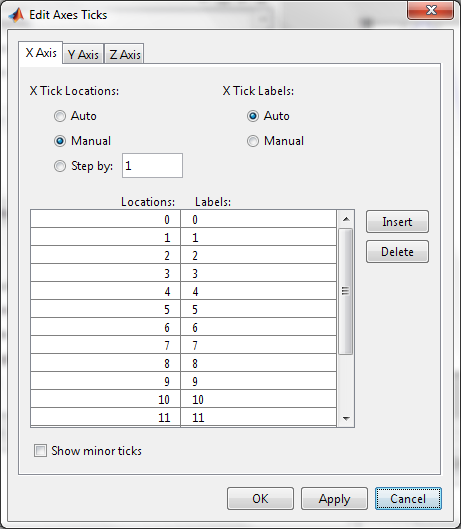 Edit Axes Ticks
X Axis Y Axis Z Axis
X Tick Locations: X Tick Labels:
Auto Auto
Manual Manual
Step by: 1
Locations: Labels:
0 0
1 1
2 2
3 3
4 4
5 5
6 6
7 7
8 8
9 9
10 10
11 11
Insert
Delete
Show minor ticks
OK Apply Cancel